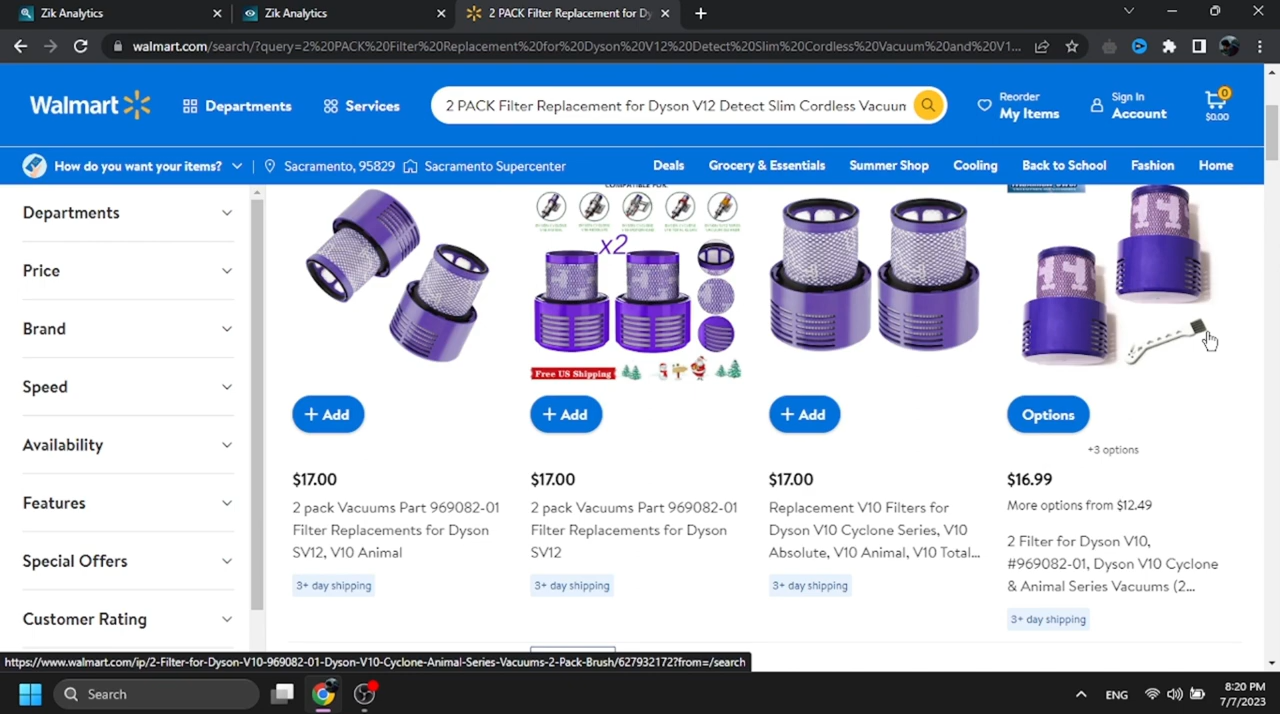 Zik Analytics
Zik Analytics
2 PACK Filter Replacement for Dy
walmart.com/search/?query=2%20PACK%20Filter%20Replacement%20for%20Dyson%20V12%20Detect%20Slim%20Cordless%20Vacuum%20and%20V1...
Walmart
Departments
Services
2 PACK Filter Replacement for Dyson V12 Detect Slim Cordless Vacuum
Reorder
My Items
Sign In
Account
0
$0.00
How do you want your items?
Sacramento, 95829
Sacramento Supercenter
Deals
Grocery & Essentials
Summer Shop
Cooling
Back to School
Fashion
Home
Departments
Price
Brand
Speed
Availability
Features
Special Offers
Customer Rating
COMPATIBLE FOR:
x2
Free US Shipping
+ Add
+ Add
+ Add
Options
+3 options
$17.00
2 pack Vacuums Part 969082-01
Filter Replacements for Dyson
SV12, V10 Animal
3+ day shipping
$17.00
2 pack Vacuums Part 969082-01
Filter Replacements for Dyson
SV12
3+ day shipping
$17.00
Replacement V10 Filters for
Dyson V10 Cyclone Series, V10
Absolute, V10 Animal, V10 Total...
3+ day shipping
$16.99
More options from $12.49
2 Filter for Dyson V10,
#969082-01, Dyson V10 Cyclone
& Animal Series Vacuums (2...
3+ day shipping
https://www.walmart.com/ip/2-Filter-for-Dyson-V10-969082-01-Dyson-V10-Cyclone-Animal-Series-Vacuums-2-Pack-Brush/627932172?from=/search
Search
ENG
8:20 PM
7/7/2023